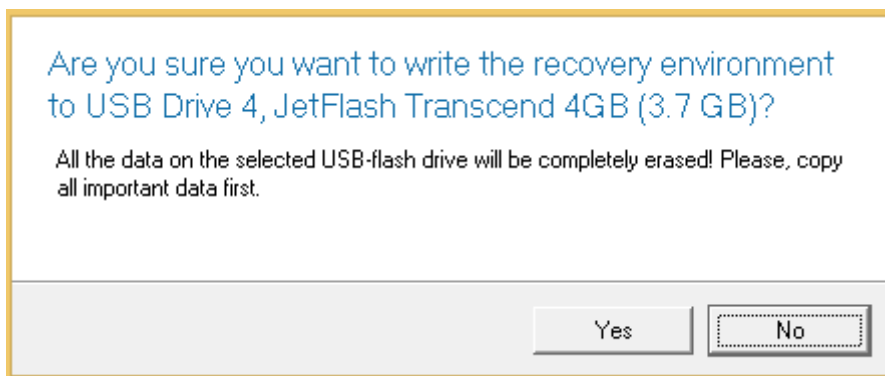 Are you sure you want to write the recovery environment
to USB Drive 4, JetFlash Transcend 4GB (3.7 GB)?
All the data on the selected USB-flash drive will be completely erased! Please, copy
all important data first.
Yes
No